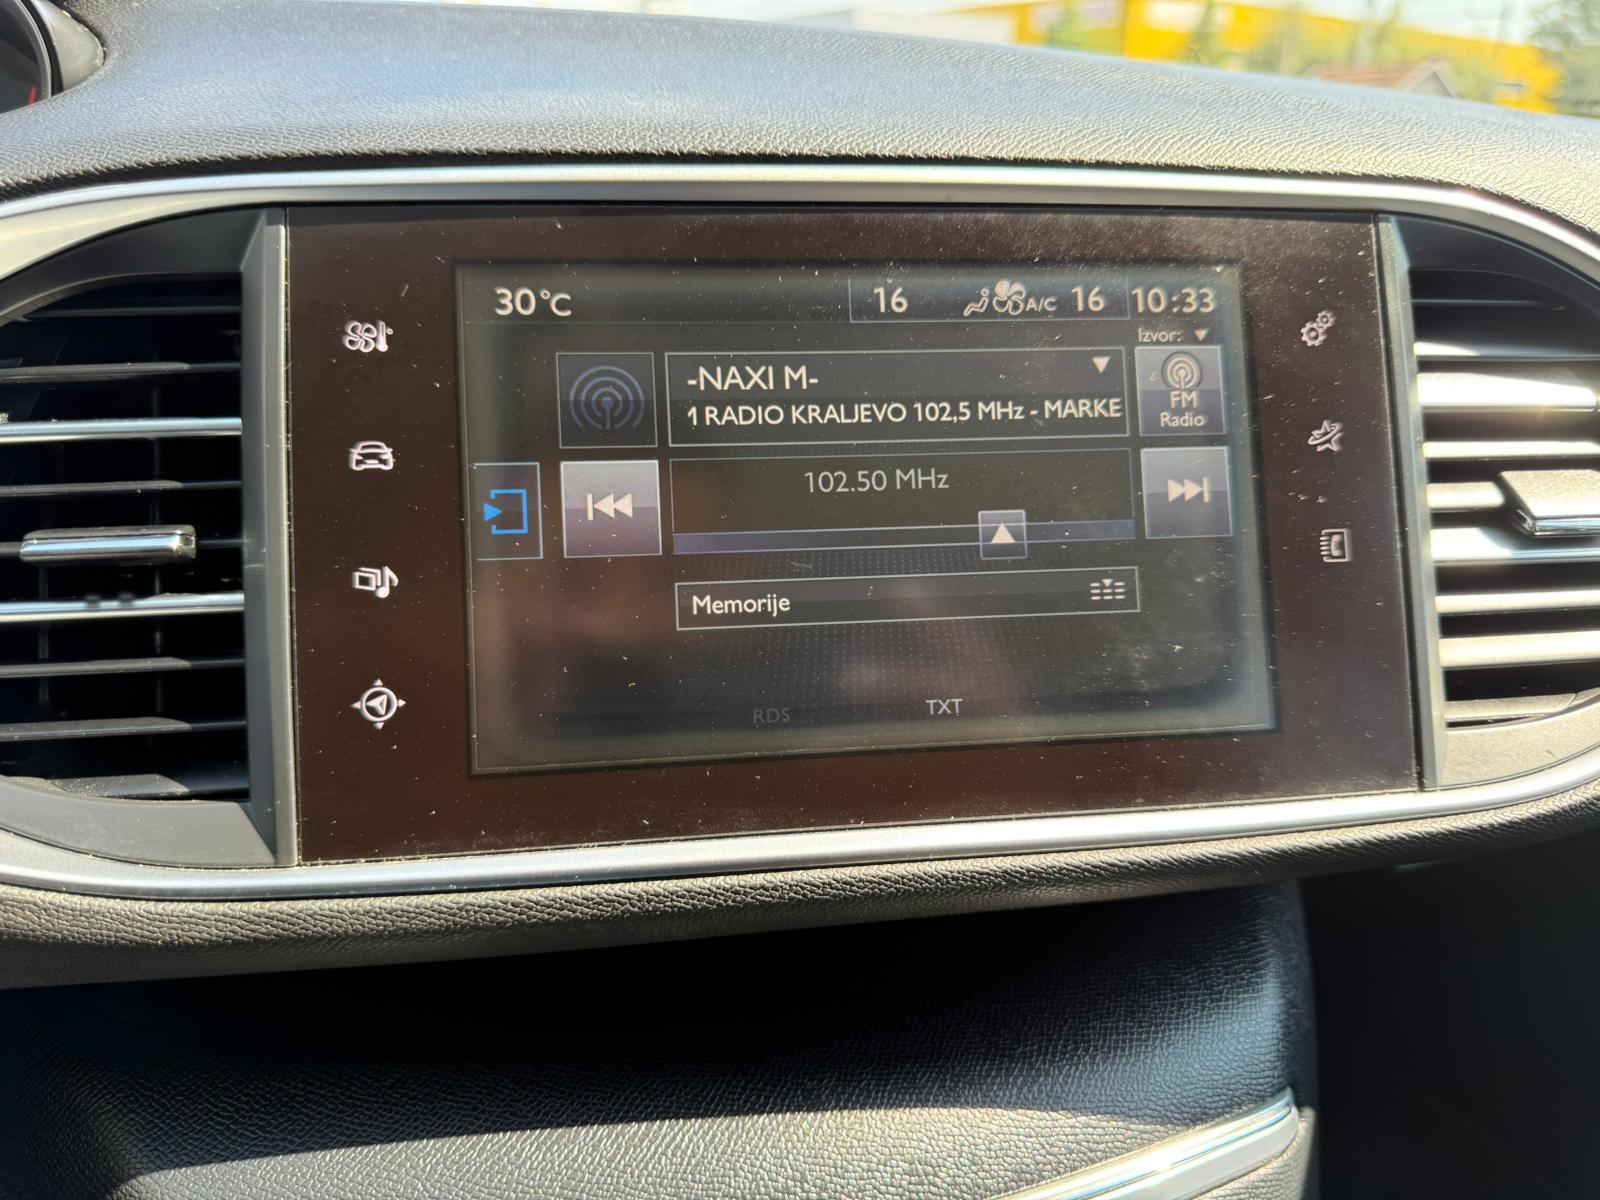 30°C
16 A/C 16 10:33
Izvor:
-NAXI M-
1 RADIO KRALJEVO 102,5 MHz - MARKE
FM
Radio
102.50 MHz
Memorije
RDS
TXT